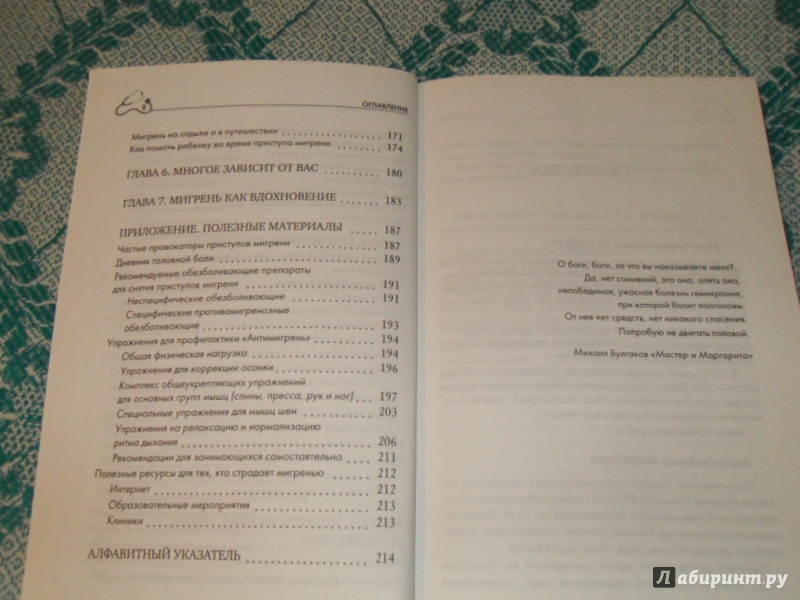 ОГЛАВЛЕНИЕ
Мигрень на отдыхе и в путешествии 171
Как помочь ребенку во время приступа мигрени 174
ГЛАВА 6. МНОГОЕ ЗАВИСИТ ОТ ВАС 180
ГЛАВА 7. МИГРЕНЬ КАК ВДОХНОВЕНИЕ 183
ПРИЛОЖЕНИЕ. ПОЛЕЗНЫЕ МАТЕРИАЛЫ 187
Частые провокаторы приступов мигрени 187
Дневник головной боли 189
Рекомендуемые обезболивающие препараты
для снятия приступов мигрени 191
Неспецифические обезболивающие 191
Специфические противомигренозные
обезболивающие 193
Упражнения для профилактики «Антимигрень» 194
Общая физическая нагрузка 194
Упражнения для коррекции осанки 196
Комплекс общеукрепляющих упражнений
для основных групп мышц (спины, пресса, рук и ног) 197
Специальные упражнения для мышц шеи 203
Упражнения на релаксацию и нормализацию
ритма дыхания 206
Рекомендации для занимающихся самостоятельно 211
Полезные ресурсы для тех, кто страдает мигренью 212
Интернет 212
Образовательные мероприятия 213
Клиники 213
АЛФАВИТНЫЙ УКАЗАТЕЛЬ 214
О боги, боги, за что вы наказываете меня?..
Да, нет сомнений, это она, опять она,
непобедимая, ужасная болезнь гемикрания,
при которой болит полголовы.
От нее нет средств, нет никакого спасения.
Попробую не двигать головой.
Михаил Булгаков «Мастер и Маргарита»
Лабиринт.ру